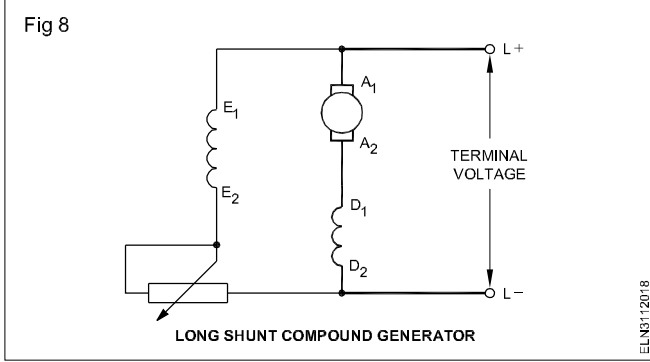 Fig 8
L+
A1
E1
A2
TERMINAL
VOLTAGE
E2
D1
D2
L−
LONG SHUNT COMPOUND GENERATOR
ELN3112018